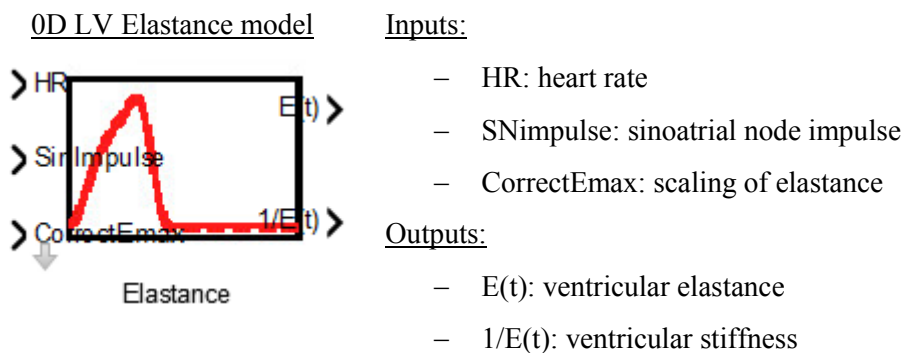 0D LV Elastance model
HR
E(t)
SinImpulse
CorrectEmax
1/E(t)
Elastance
Inputs:
– HR: heart rate
– SNimpulse: sinoatrial node impulse
– CorrectEmax: scaling of elastance
Outputs:
– E(t): ventricular elastance
– 1/E(t): ventricular stiffness